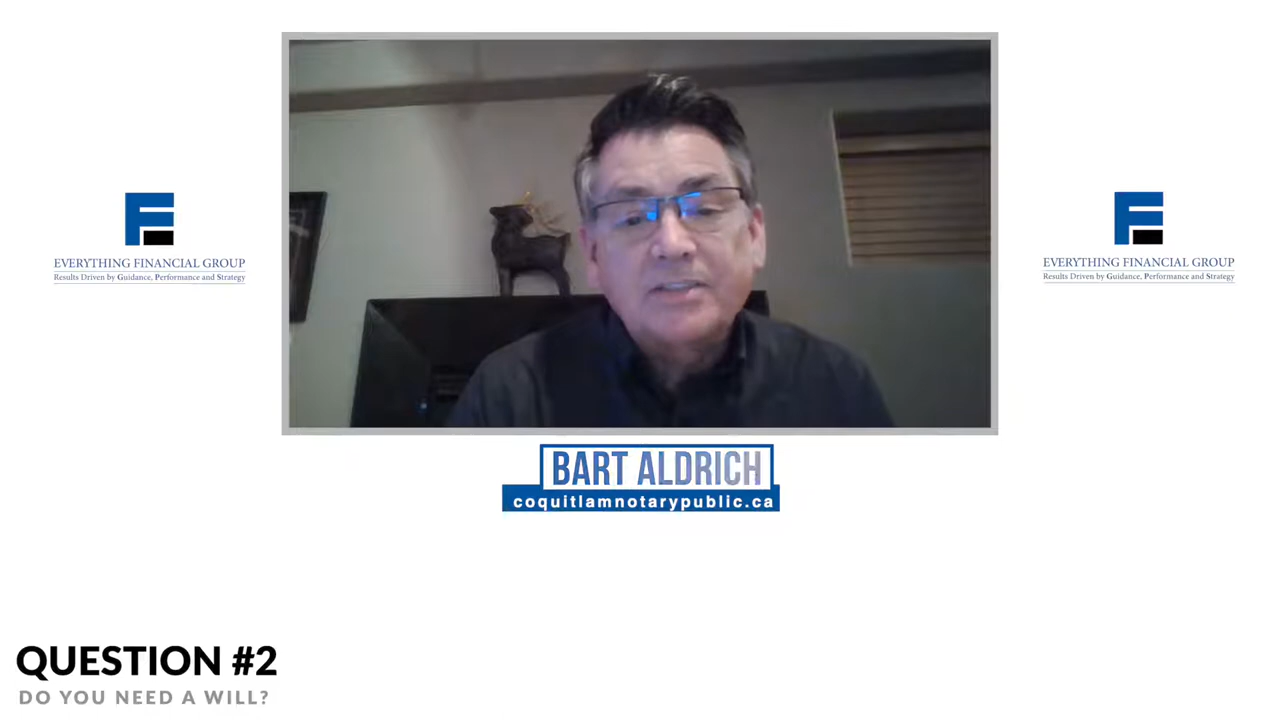 EVERYTHING FINANCIAL GROUP
Results Driven by Guidance, Performance and Strategy
EVERYTHING FINANCIAL GROUP
Results Driven by Guidance, Performance and Strategy
BART ALDRICH
coquitlamnotarypublic.ca
QUESTION #2
DO YOU NEED A WILL?